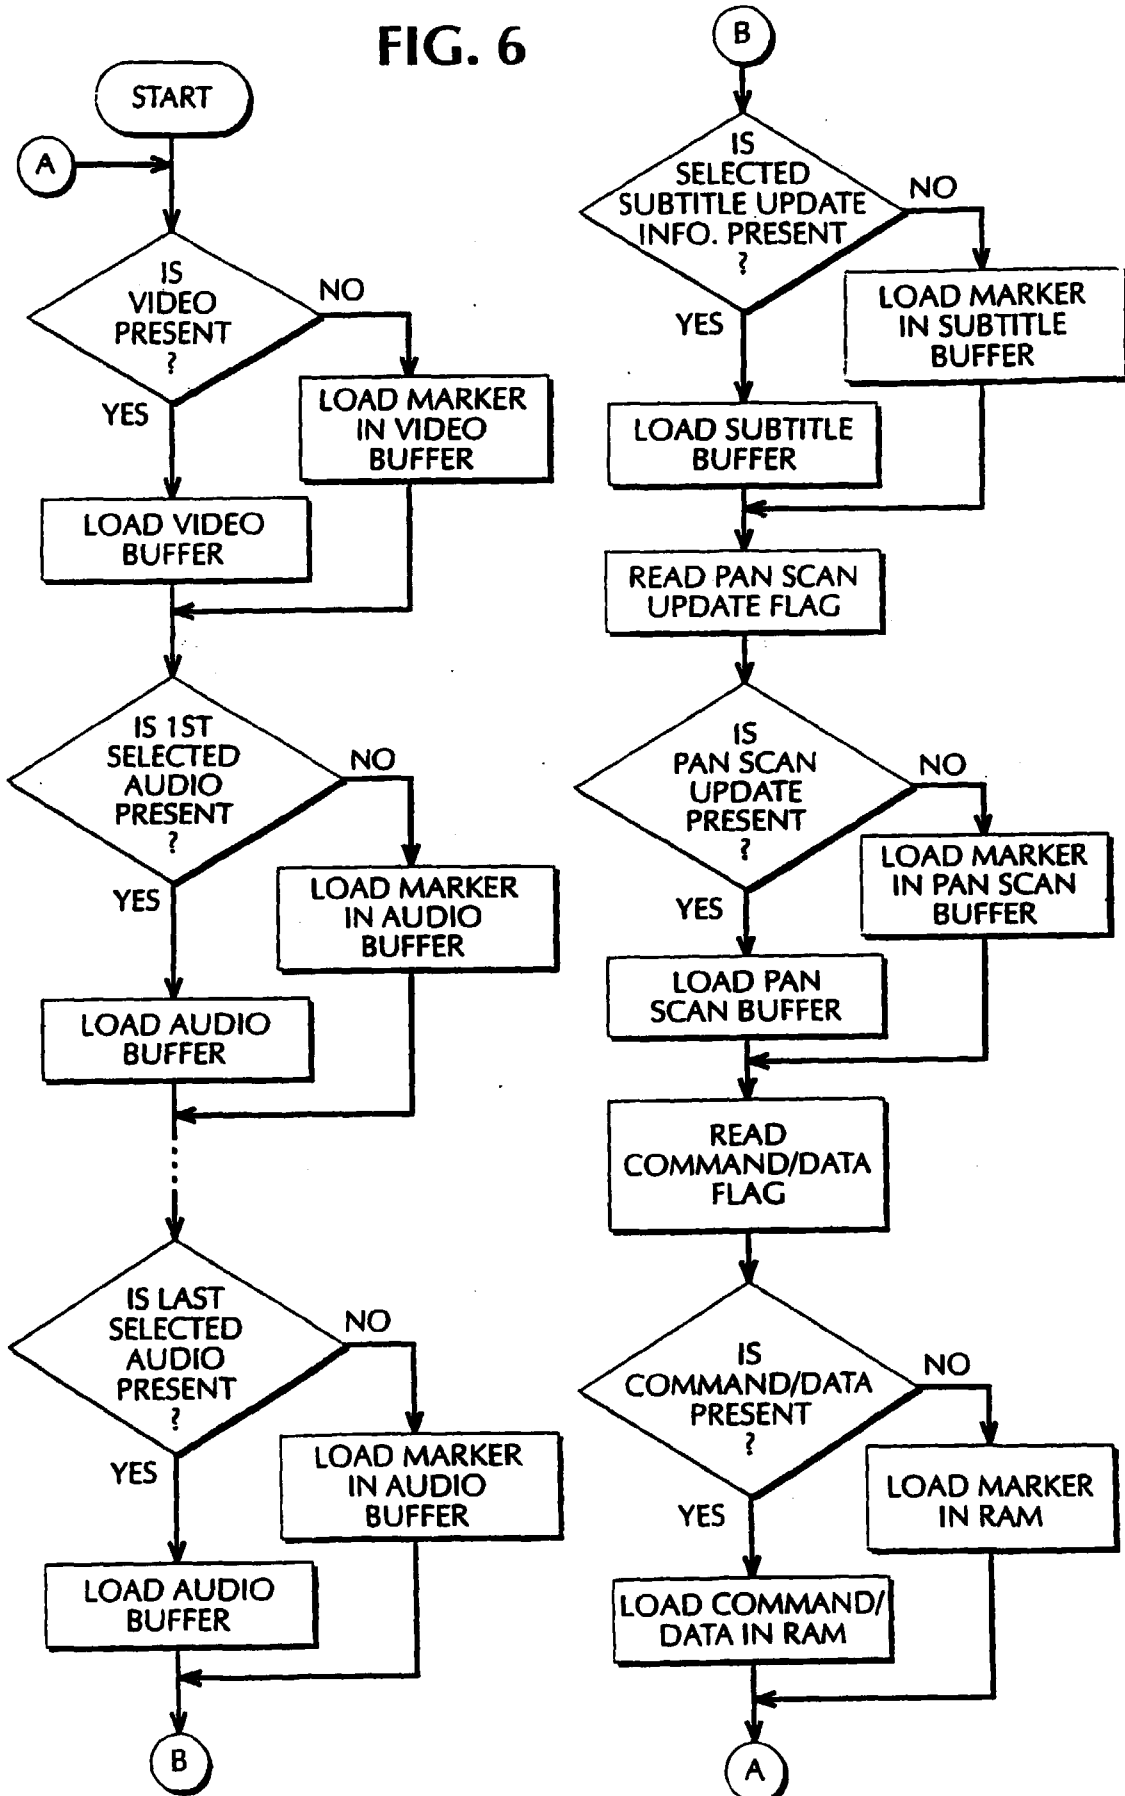 FIG. 6
START
A
IS
VIDEO
PRESENT
?
NO
YES
LOAD MARKER
IN VIDEO
BUFFER
LOAD VIDEO
BUFFER
IS 1ST
SELECTED
AUDIO
PRESENT
?
NO
YES
LOAD MARKER
IN AUDIO
BUFFER
LOAD AUDIO
BUFFER
IS LAST
SELECTED
AUDIO
PRESENT
?
NO
YES
LOAD MARKER
IN AUDIO
BUFFER
LOAD AUDIO
BUFFER
B
B
IS
SELECTED
SUBTITLE UPDATE
INFO. PRESENT
?
NO
YES
LOAD MARKER
IN SUBTITLE
BUFFER
LOAD SUBTITLE
BUFFER
READ PAN SCAN
UPDATE FLAG
IS
PAN SCAN
UPDATE
PRESENT
?
NO
YES
LOAD MARKER
IN PAN SCAN
BUFFER
LOAD PAN
SCAN BUFFER
READ
COMMAND/DATA
FLAG
IS
COMMAND/DATA
PRESENT
?
NO
YES
LOAD MARKER
IN RAM
LOAD COMMAND/
DATA IN RAM
A